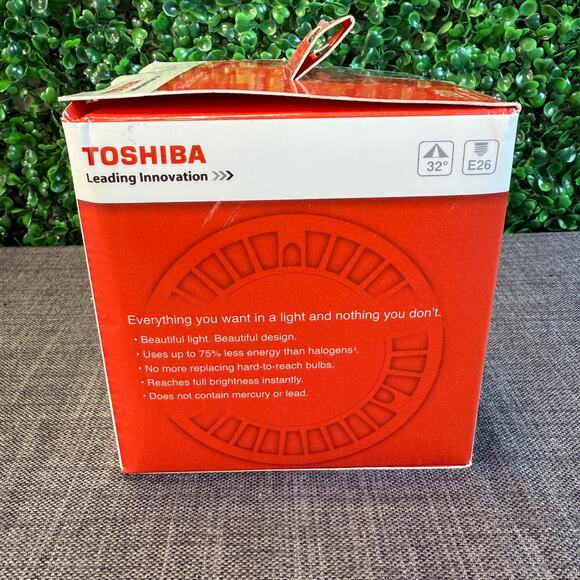 TOSHIBA
Leading Innovation >>>
32°
E26
Everything you want in a light and nothing you don't.
• Beautiful light. Beautiful design.
• Uses up to 75% less energy than halogens¹.
• No more replacing hard-to-reach bulbs.
• Reaches full brightness instantly.
• Does not contain mercury or lead.